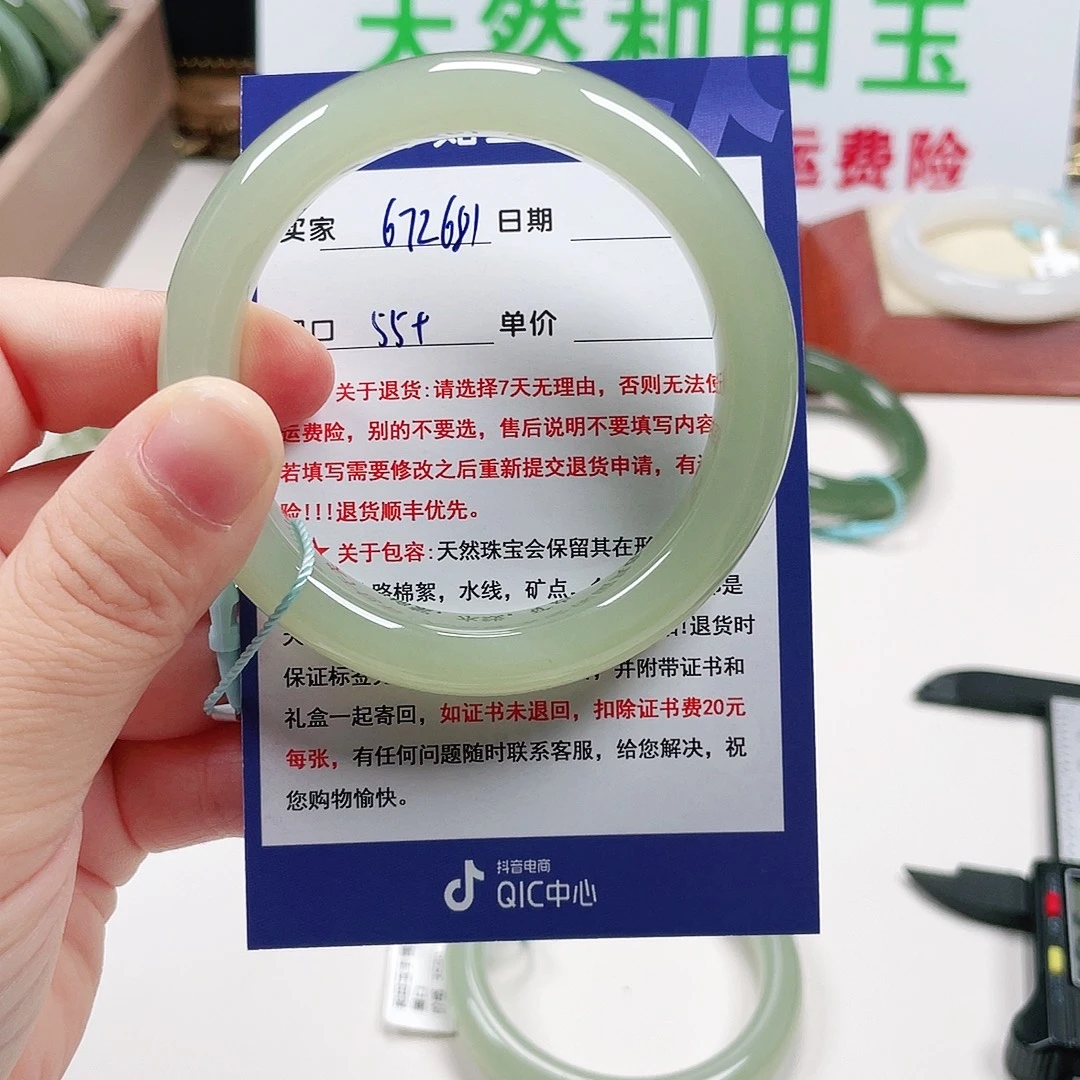 天然和田玉
运费险
买家 672681 日期
口 55+ 单价
关于退货:请选择7天无理由，否则无法使
运费险，别的不要选，售后说明不要填写内容
若填写需要修改之后重新提交退货申请，有
险!!!退货顺丰优先。
★关于包容:天然珠宝会保留其在形
棉絮，水线，矿点。 是
!退货时
保证标签 ，并附带证书和
礼盒一起寄回，如证书未退回，扣除证书费20元
每张，有任何问题随时联系客服，给您解决，祝
您购物愉快。
抖音电商
QIC中心